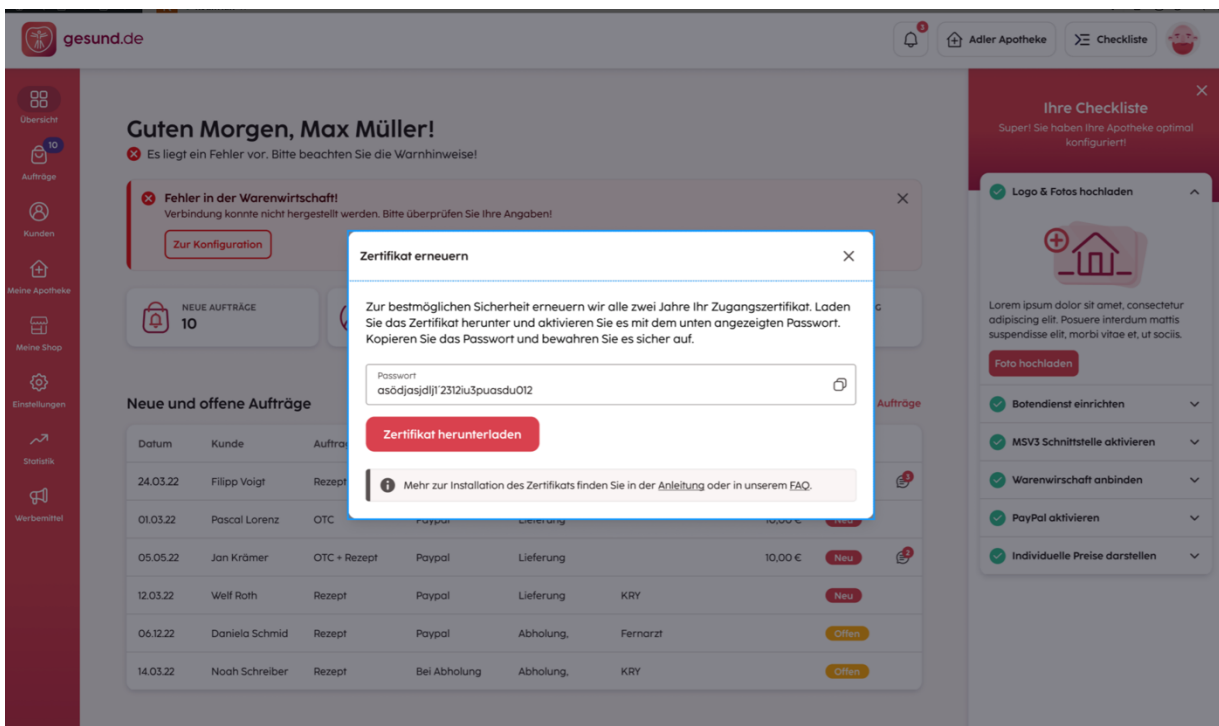 gesund.de
3
Adler Apotheke
Checkliste
Übersicht
10
Aufträge
Kunden
Meine Apotheke
Meine Shop
Einstellungen
Statistik
Werbemittel
Guten Morgen, Max Müller!
Es liegt ein Fehler vor. Bitte beachten Sie die Warnhinweise!
Fehler in der Warenwirtschaft!
Verbindung konnte nicht hergestellt werden. Bitte überprüfen Sie Ihre Angaben!
Zur Konfiguration
NEUE AUFTRÄGE
10
G
Neue und offene Aufträge
Aufträge
Datum Kunde
24.03.22 Filipp Voigt Rezept
01.03.22 Pascal Lorenz OTC Paypal Lieferung 10,00 € Neu
05.05.22 Jan Krämer OTC + Rezept Paypal Lieferung 10,00 € Neu 2
12.03.22 Welf Roth Rezept Paypal Lieferung KRY Neu
06.12.22 Daniela Schmid Rezept Paypal Abholung, Fernarzt Offen
14.03.22 Noah Schreiber Rezept Bei Abholung Abholung, KRY Offen
Zertifikat erneuern
Zur bestmöglichen Sicherheit erneuern wir alle zwei Jahre Ihr Zugangszertifikat. Laden
Sie das Zertifikat herunter und aktivieren Sie es mit dem unten angezeigten Passwort.
Kopieren Sie das Passwort und bewahren Sie es sicher auf.
Passwort
asödjasjdlj1`2312iu3puasdu012
Zertifikat herunterladen
Mehr zur Installation des Zertifikats finden Sie in der Anleitung oder in unserem FAQ.
Ihre Checkliste
Super! Sie haben Ihre Apotheke optimal
konfiguriert!
Logo & Fotos hochladen
Lorem ipsum dolor sit amet, consectetur
adipiscing elit. Posuere interdum mattis
suspendisse elit, morbi vitae et, ut sociis.
Foto hochladen
Botendienst einrichten
MSV3 Schnittstelle aktivieren
Warenwirschaft anbinden
PayPal aktivieren
Individuelle Preise darstellen